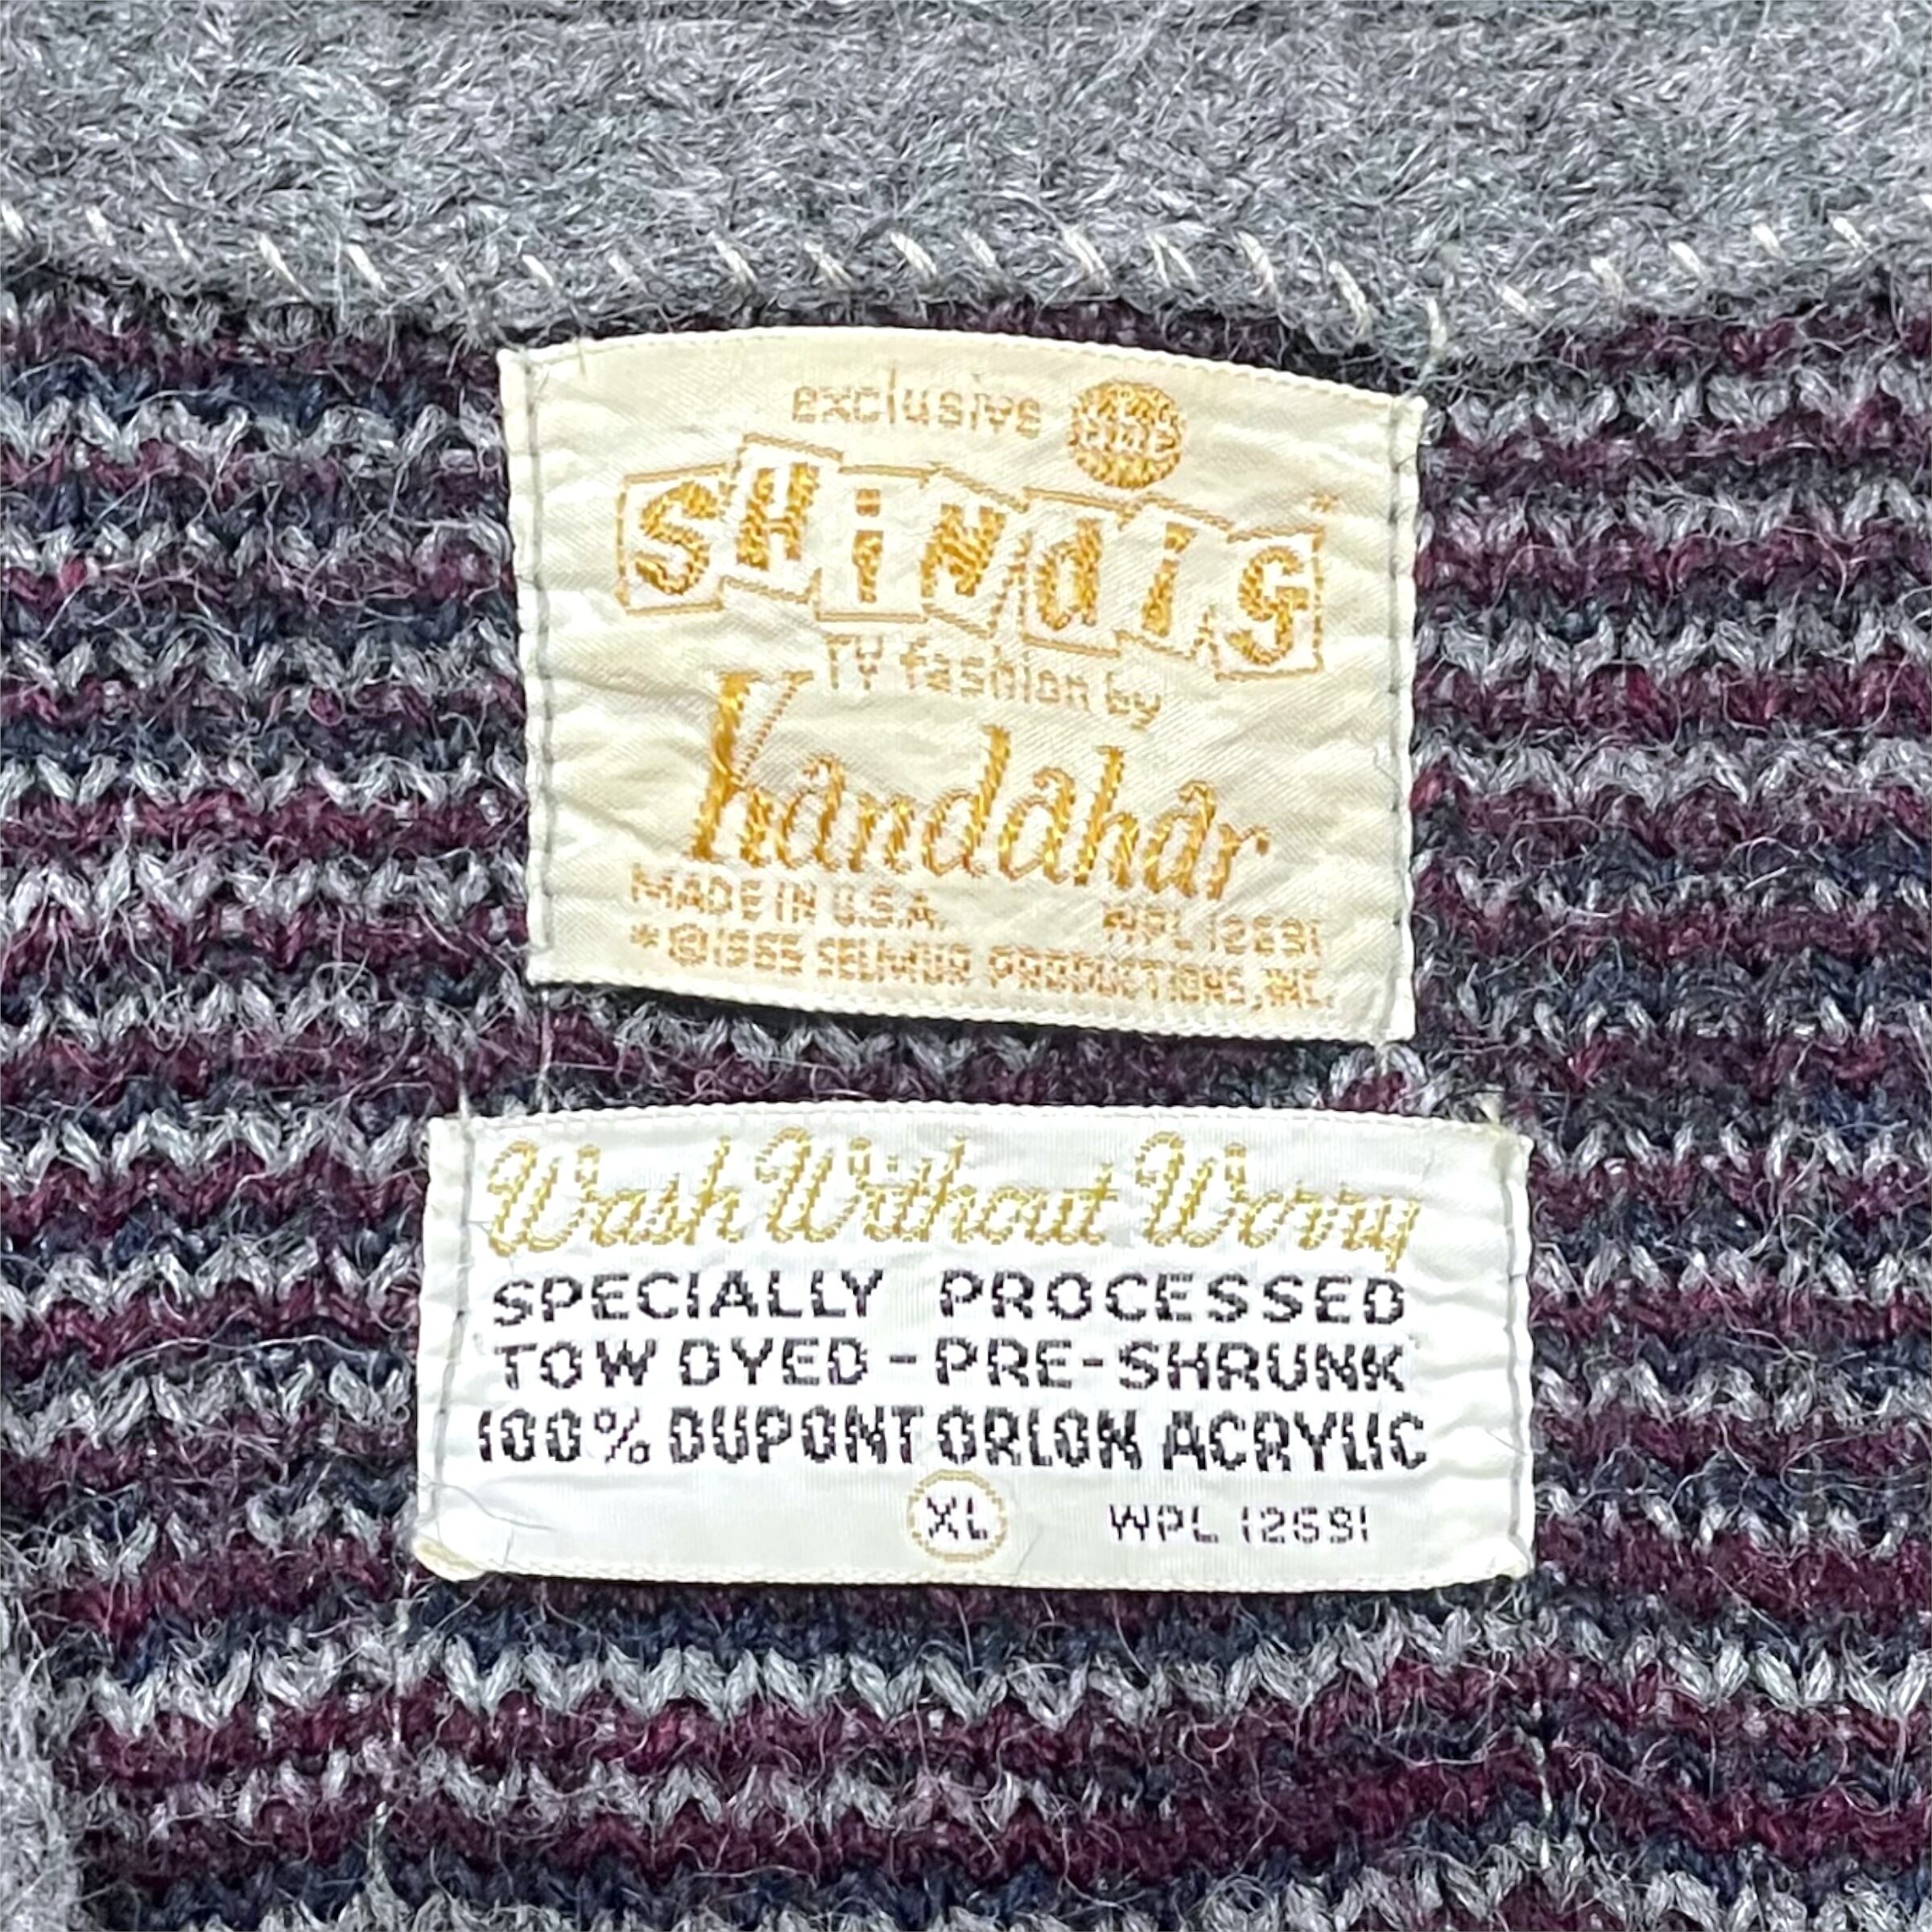 exclusive
SHiNdiG*
TV fashion by
Kandahar
MADE IN U.S.A. WPL 12691
*©1965 SELMUR PRODUCTIONS, INC.
Wash Without Worry
SPECIALLY PROCESSED
TOW DYED - PRE-SHRUNK
100% DUPONT ORLON ACRYLIC
XL WPL 12691